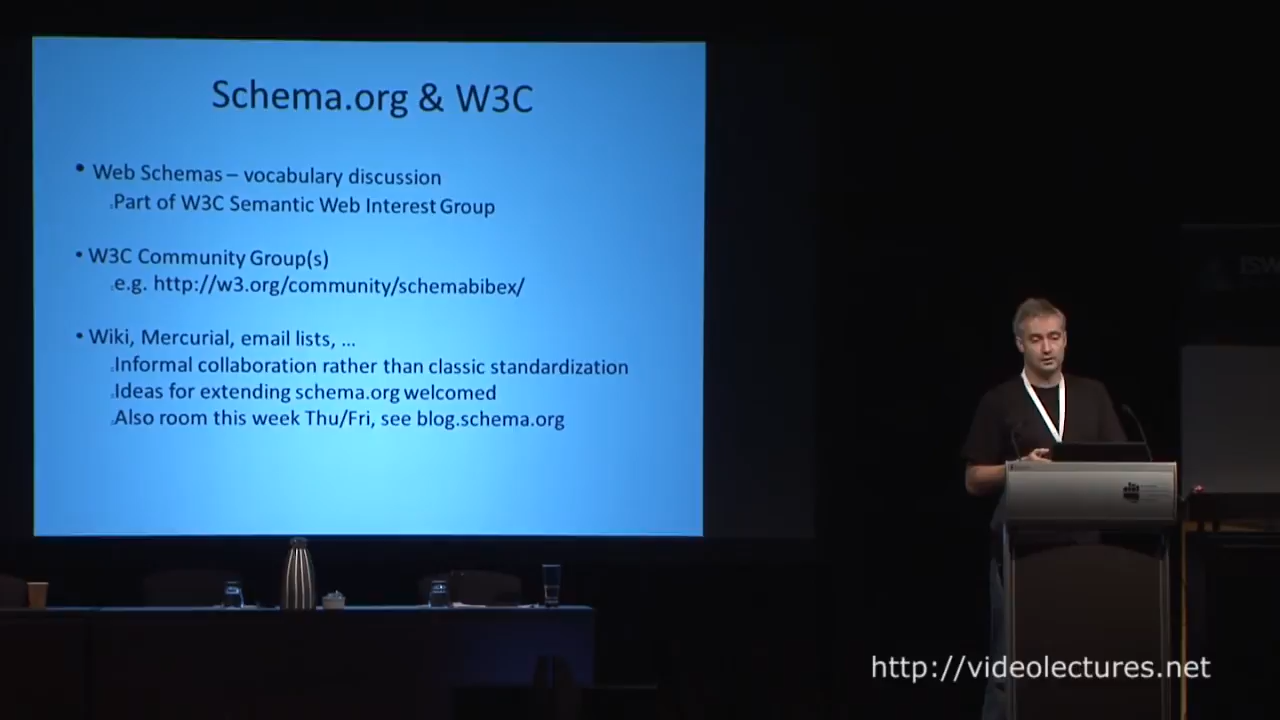 Schema.org & W3C
• Web Schemas – vocabulary discussion
Part of W3C Semantic Web Interest Group
• W3C Community Group(s)
e.g. http://w3.org/community/schemabibex/
• Wiki, Mercurial, email lists, ...
Informal collaboration rather than classic standardization
Ideas for extending schema.org welcomed
Also room this week Thu/Fri, see blog.schema.org
http://videolectures.net